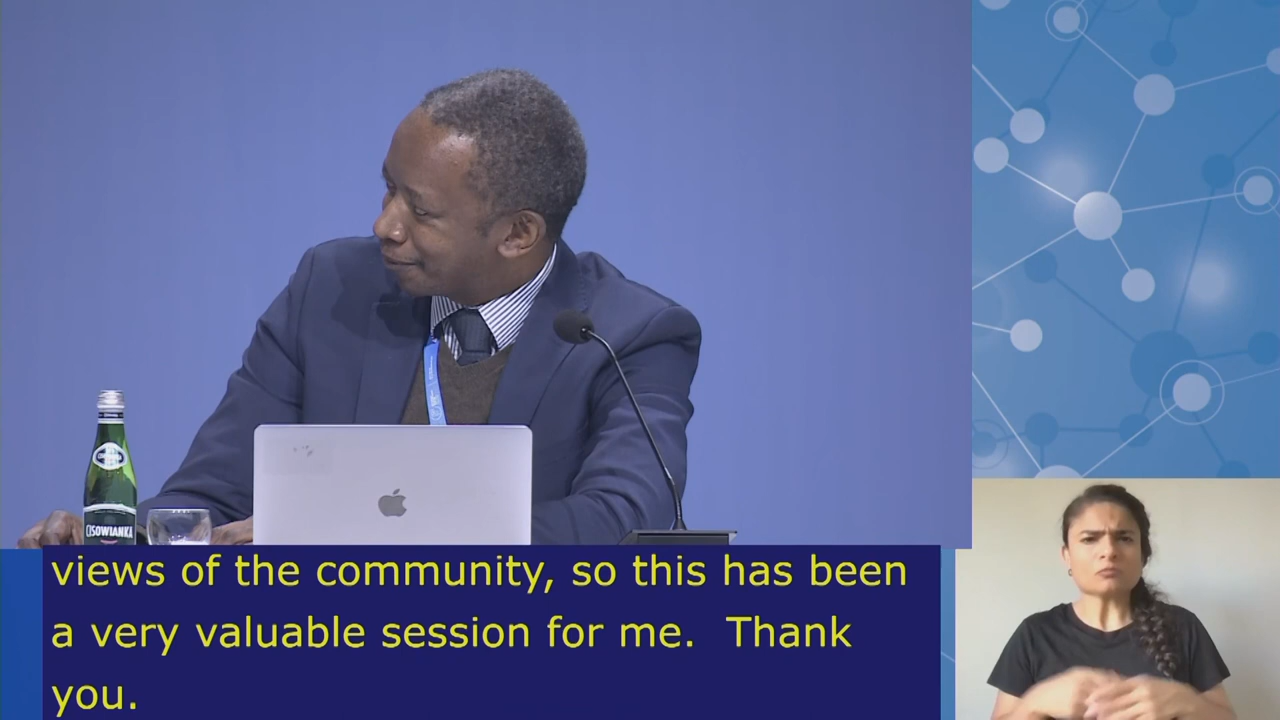 CISOWIANKA
views of the community, so this has been
a very valuable session for me.  Thank
you.